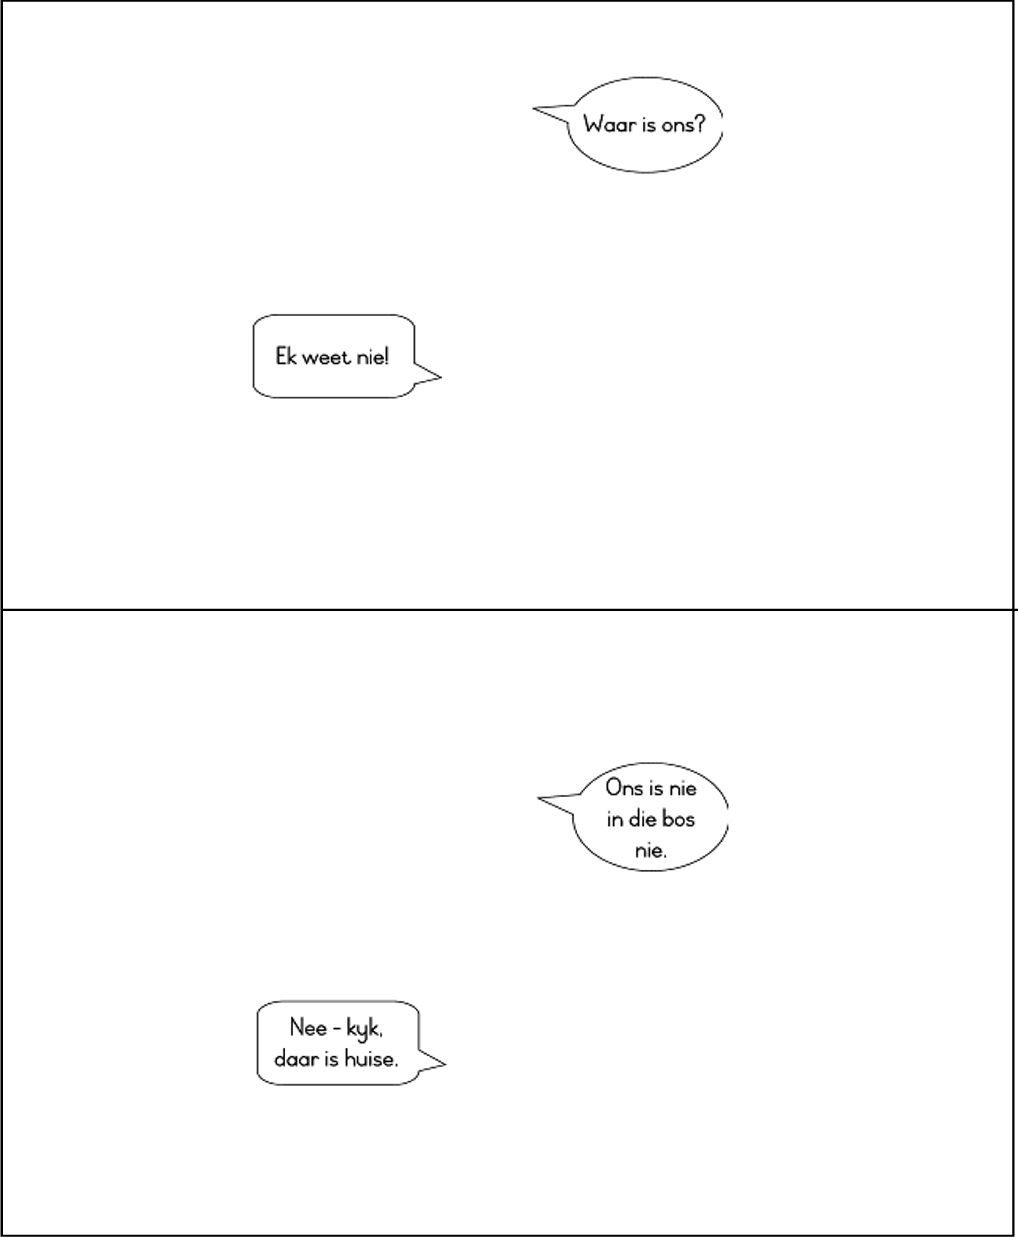 Waar is ons?
Ek weet nie!
Ons is nie
in die bos
nie.
Nee - kyk,
daar is huise.